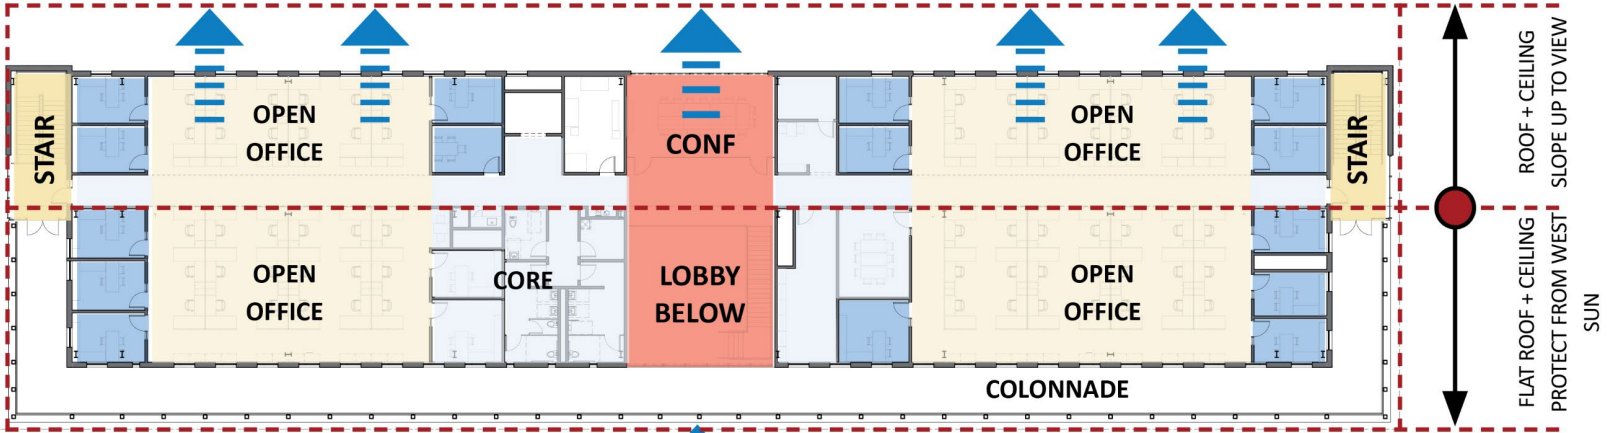 OPEN
OFFICE
CONF
OPEN
OFFICE
STAIR
STAIR
OPEN
OFFICE
CORE
LOBBY
BELOW
OPEN
OFFICE
COLONNADE
ROOF + CEILING
SLOPE UP TO VIEW
FLAT ROOF + CEILING
PROTECT FROM WEST
SUN